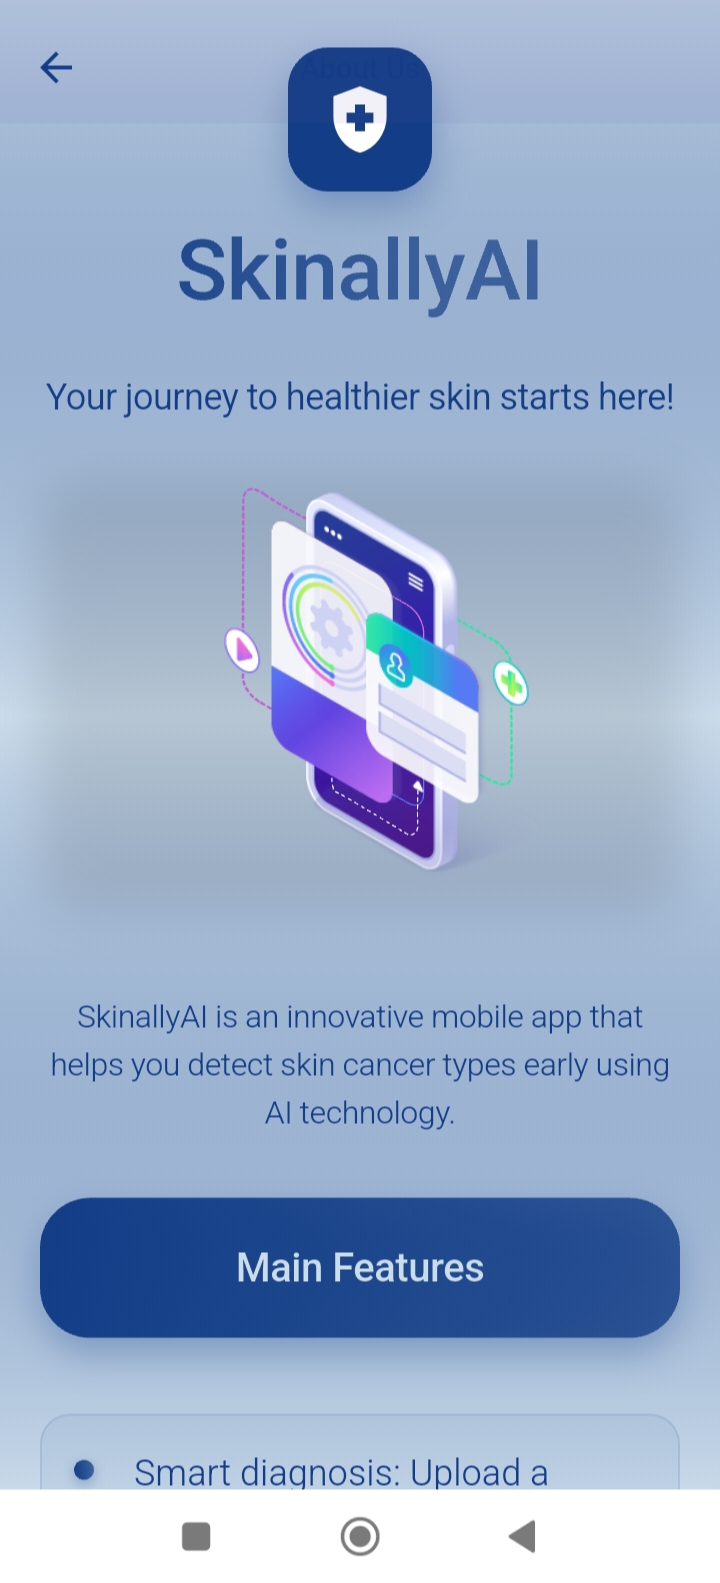 About Us
SkinallyAI
Your journey to healthier skin starts here!
SkinallyAI is an innovative mobile app that
helps you detect skin cancer types early using
AI technology.
Main Features
Smart diagnosis: Upload a